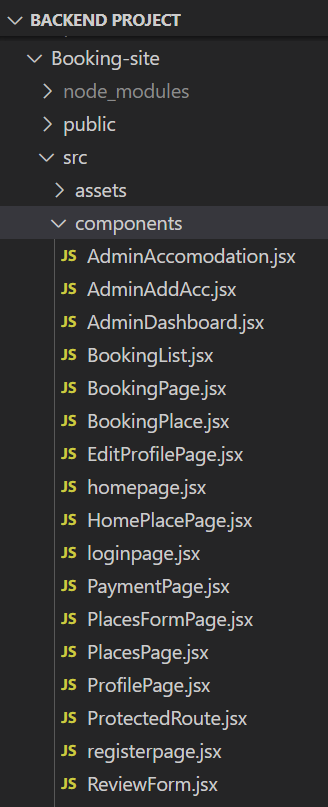 BACKEND PROJECT
Booking-site
node_modules
public
src
assets
components
JS AdminAccomodation.jsx
JS AdminAddAcc.jsx
JS AdminDashboard.jsx
JS BookingList.jsx
JS BookingPage.jsx
JS BookingPlace.jsx
JS EditProfilePage.jsx
JS homepage.jsx
JS HomePlacePage.jsx
JS loginpage.jsx
JS PaymentPage.jsx
JS PlacesFormPage.jsx
JS PlacesPage.jsx
JS ProfilePage.jsx
JS ProtectedRoute.jsx
JS registerpage.jsx
JS ReviewForm.jsx